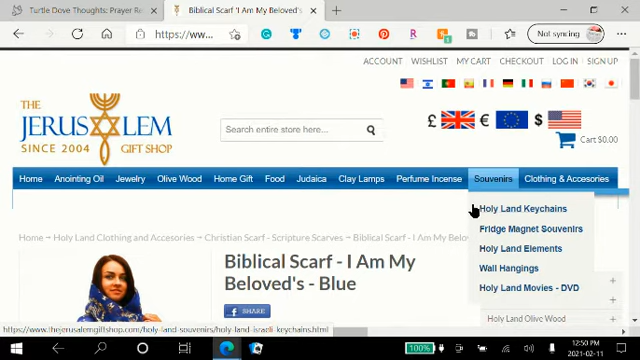 Turtle Dove Thoughts: Prayer Re
Biblical Scarf 'I Am My Beloved's -
https://www...
Not syncing
ACCOUNT WISHLIST MY CART CHECKOUT LOG IN SIGN UP
THE
JERUSALEM
SINCE 2004 GIFT SHOP
Search entire store here...
£ € $
Cart $0.00
Home Anointing Oil Jewelry Olive Wood Home Gift Food Judaica Clay Lamps Perfume Incense Souvenirs Clothing & Accesories
Holy Land Keychains
Fridge Magnet Souvenirs
Holy Land Elements
Wall Hangings
Holy Land Movies - DVD
Home → Holy Land Clothing and Accesories → Christian Scarf - Scripture Scarves → Biblical Scarf - I Am My Belov
Biblical Scarf - I Am My
Beloved's - Blue
SHARE
Holy Land Olive Wood
https://www.thejerusalemgiftshop.com/holy-land-souvenirs/holy-land-israeli-keychains.html
100%
12:50 PM
2021-02-11